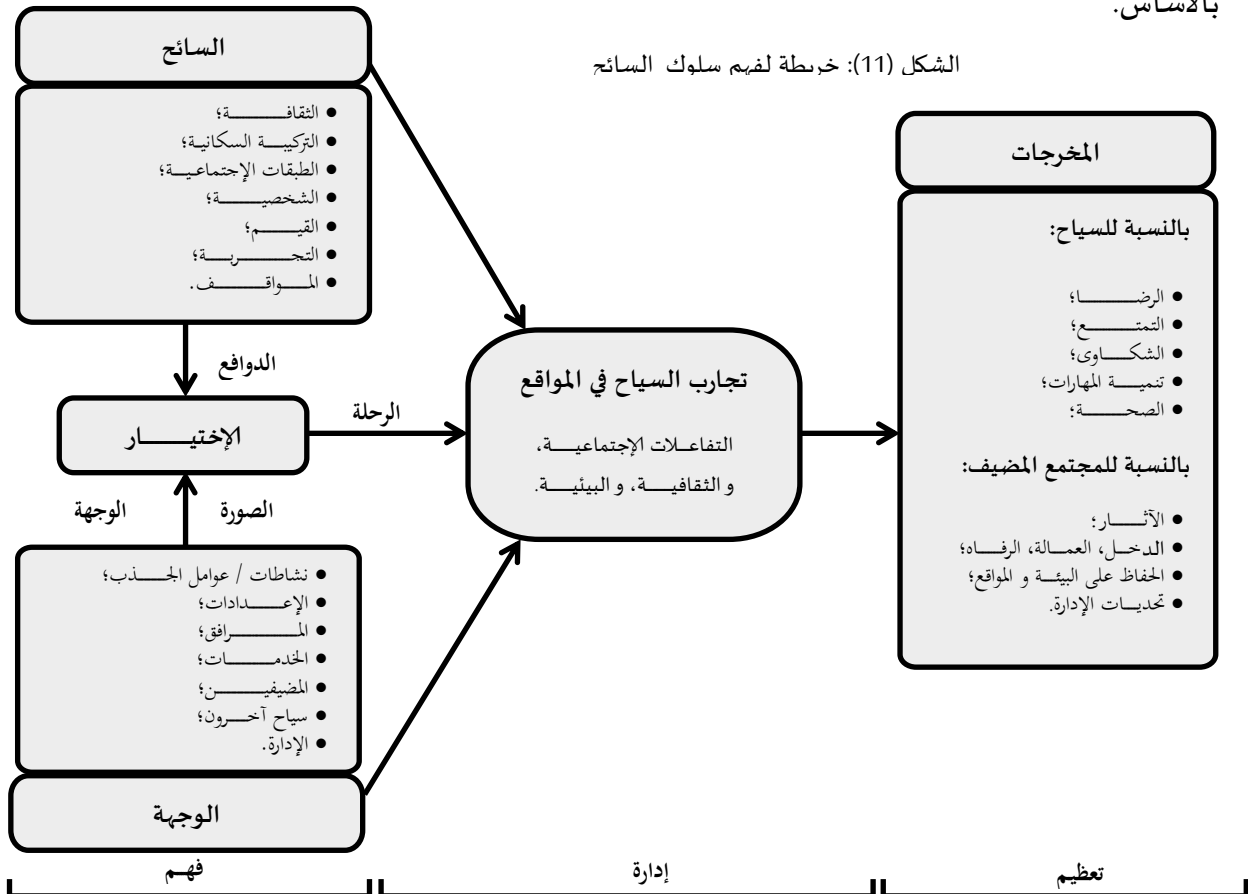 بالأساس.
الشكل (11): خريطة لفهم سلوك السائح
السائح
● الثقافة؛
● التركيبة السكانية؛
● الطبقات الإجتماعية؛
● الشخصية؛
● القيم؛
● التجربة؛
● المواقف.
الدوافع
الإختيار
الرحلة
الصورة
الوجهة
● نشاطات / عوامل الجذب؛
● الإعدادات؛
● المرافق؛
● الخدمات؛
● المضيفين؛
● سياح آخرون؛
● الإدارة.
الوجهة
تجارب السياح في المواقع
التفاعلات الإجتماعية،
و الثقافية، و البيئية.
المخرجات
بالنسبة للسياح:
● الرضا؛
● التمتع؛
● الشكاوى؛
● تنمية المهارات؛
● الصحة؛
بالنسبة للمجتمع المضيف:
● الآثار؛
● الدخل، العمالة، الرفاه؛
● الحفاظ على البيئة و المواقع؛
● تحديات الإدارة.
فهم
إدارة
تعظيم